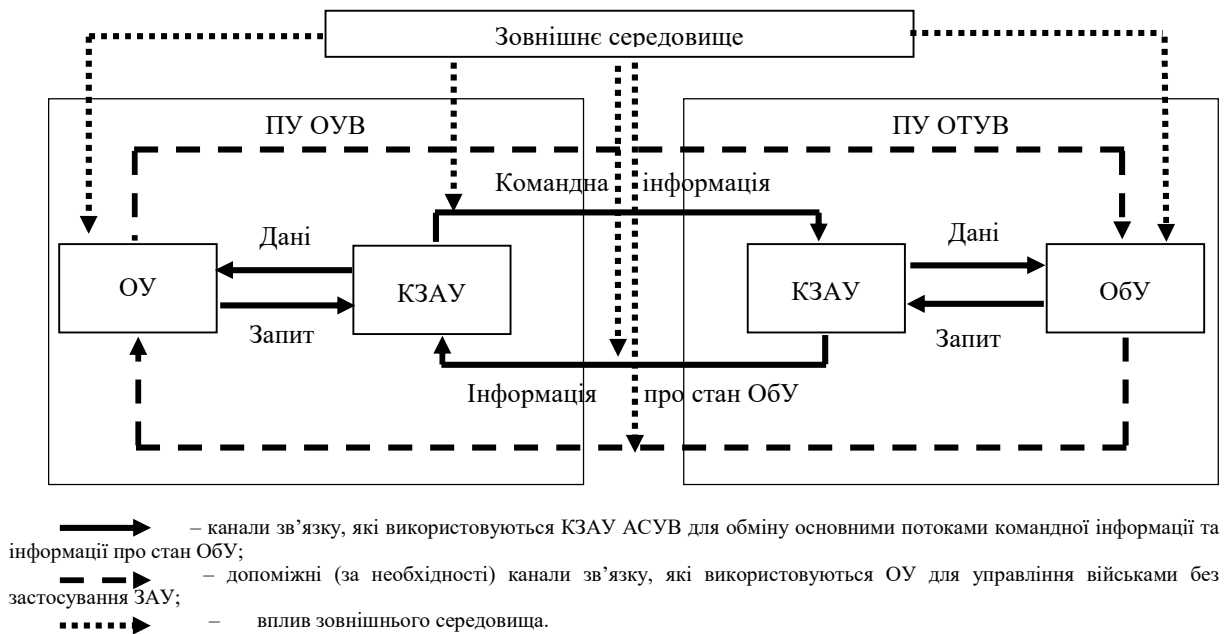 Зовнішнє середовище
ПУ ОУВ
ПУ ОТУВ
Командна інформація
Дані
Дані
ОУ
КЗАУ
КЗАУ
ОбУ
Запит
Запит
Інформація про стан ОбУ
– канали зв’язку, які використовуються КЗАУ АСУВ для обміну основними потоками командної інформації та
інформації про стан ОбУ;
– допоміжні (за необхідності) канали зв’язку, які використовуються ОУ для управління військами без
застосування ЗАУ;
– вплив зовнішнього середовища.